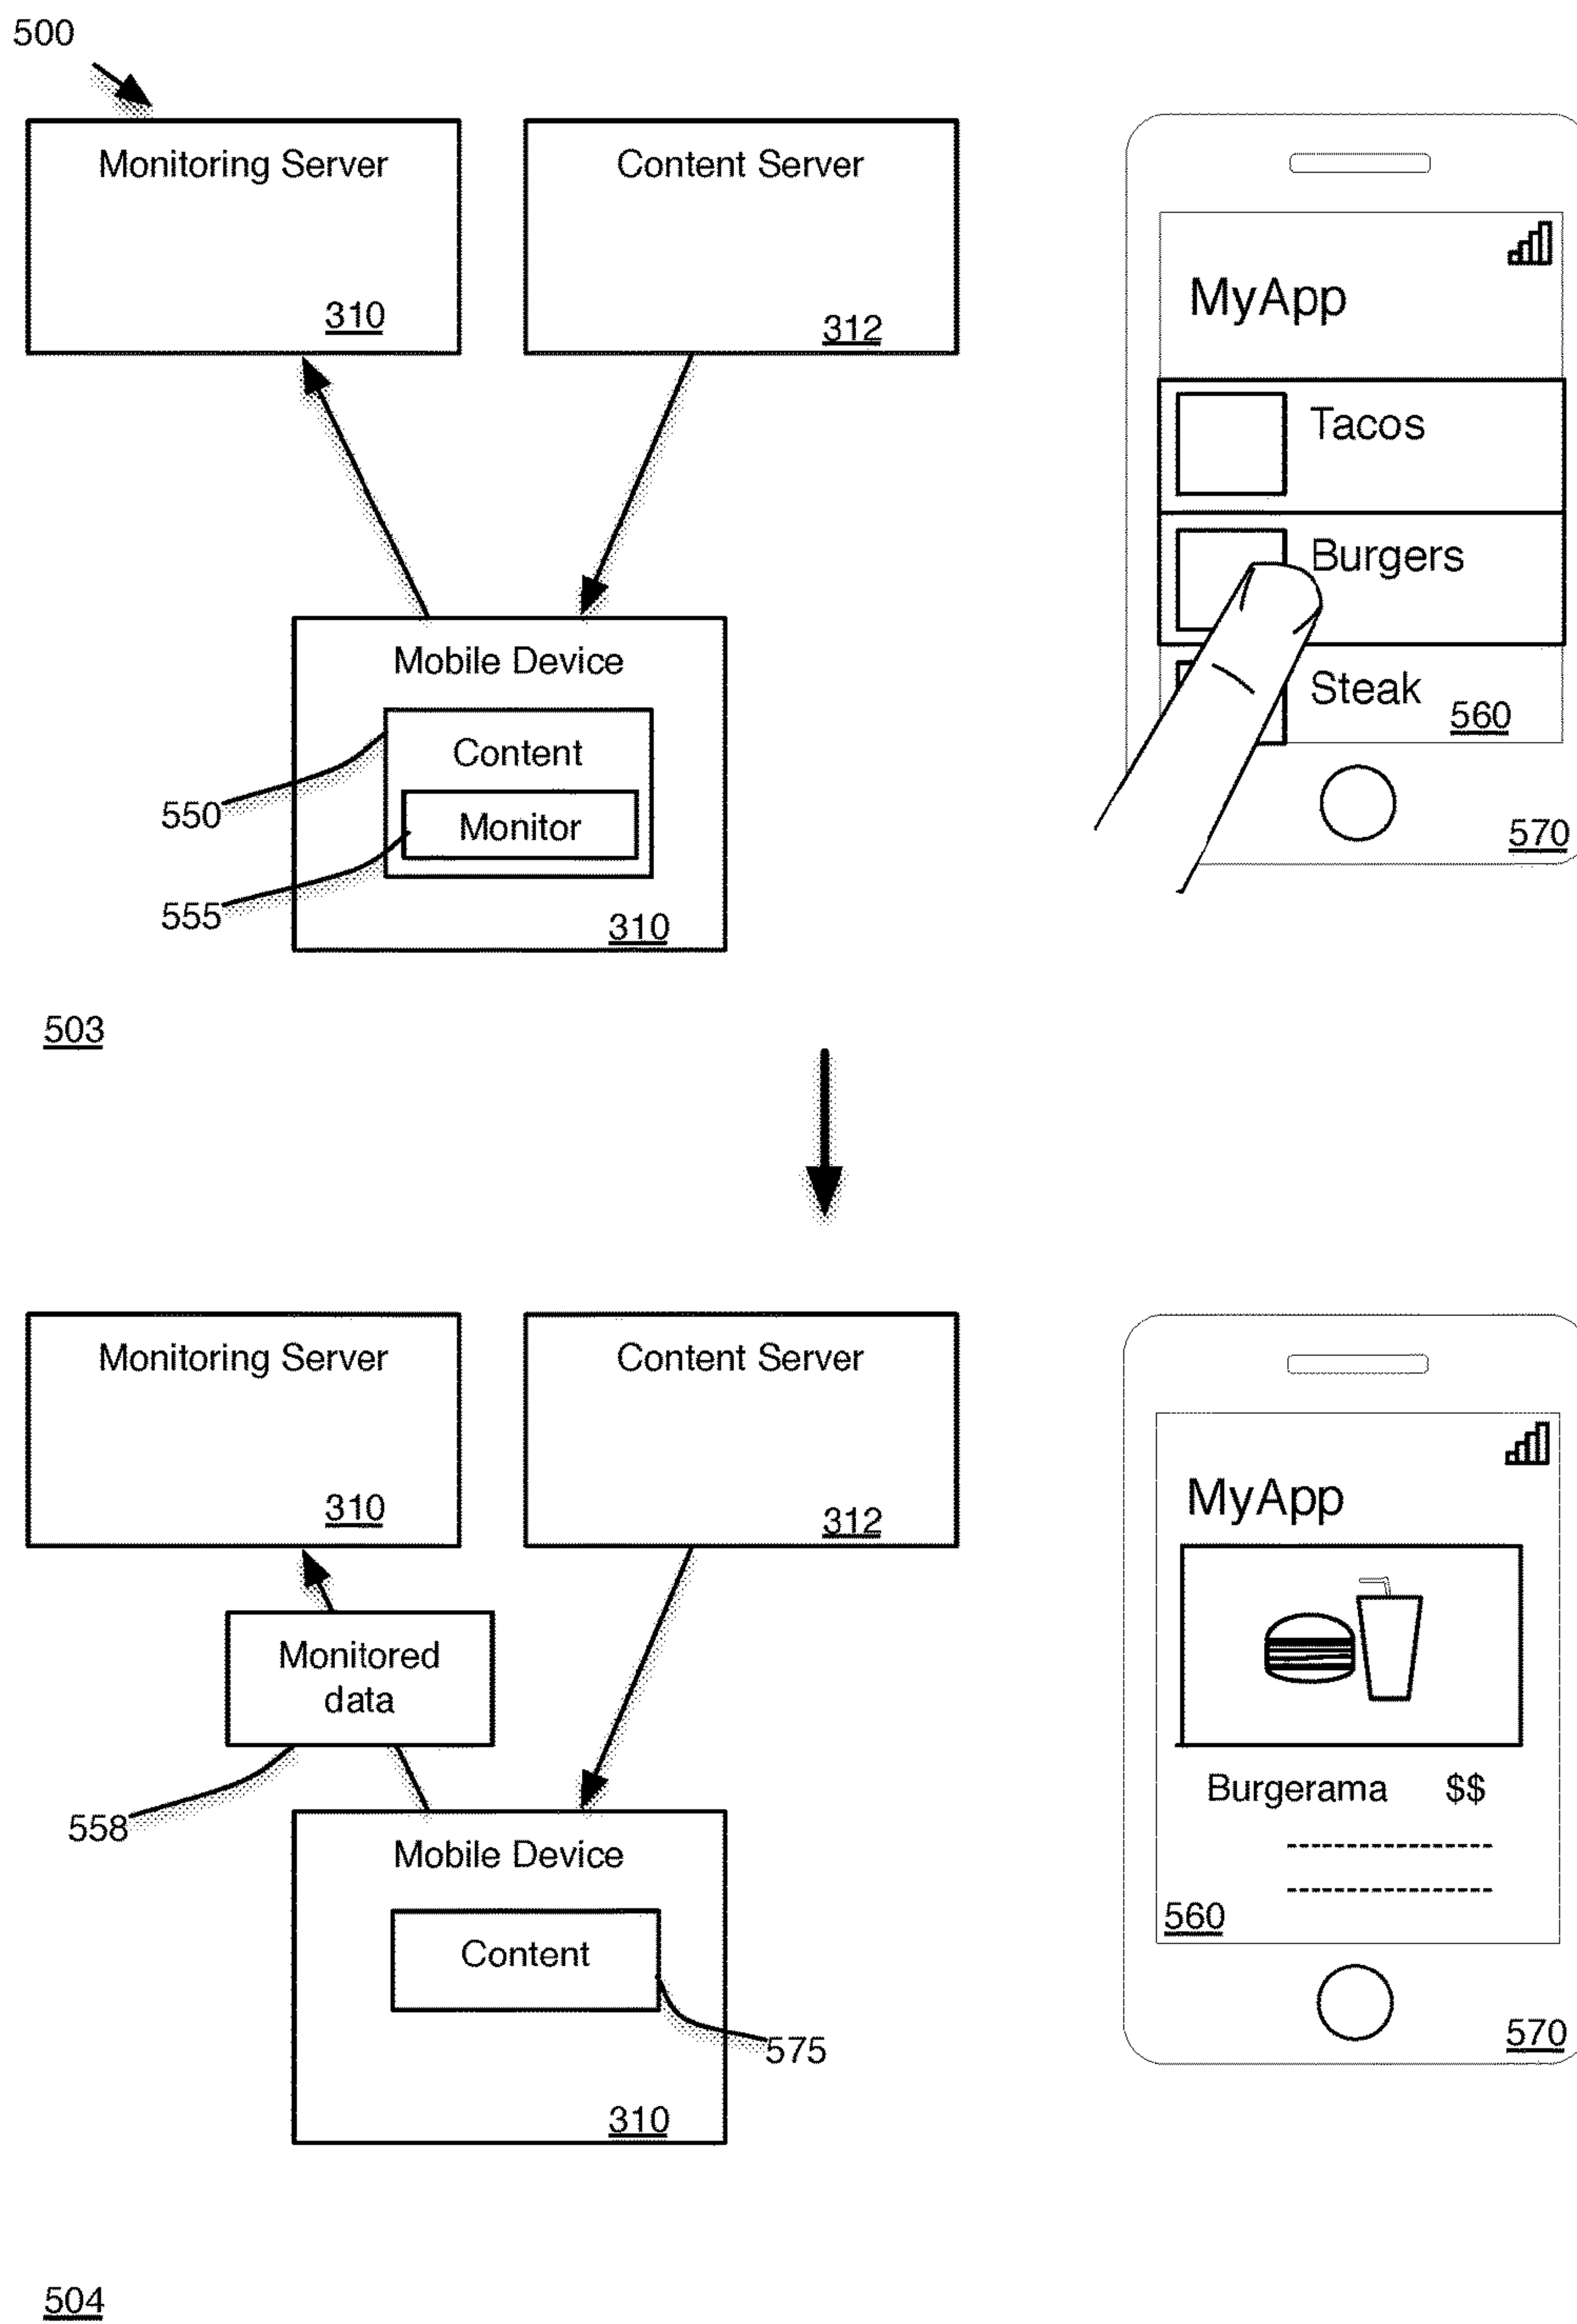 500
Monitoring Server
310
Content Server
312
Mobile Device
Content
Monitor
550
555
310
MyApp
Tacos
Burgers
Steak
560
570
503
Monitoring Server
310
Content Server
312
Monitored
data
558
Mobile Device
Content
575
310
MyApp
Burgerama $$
560
570
504